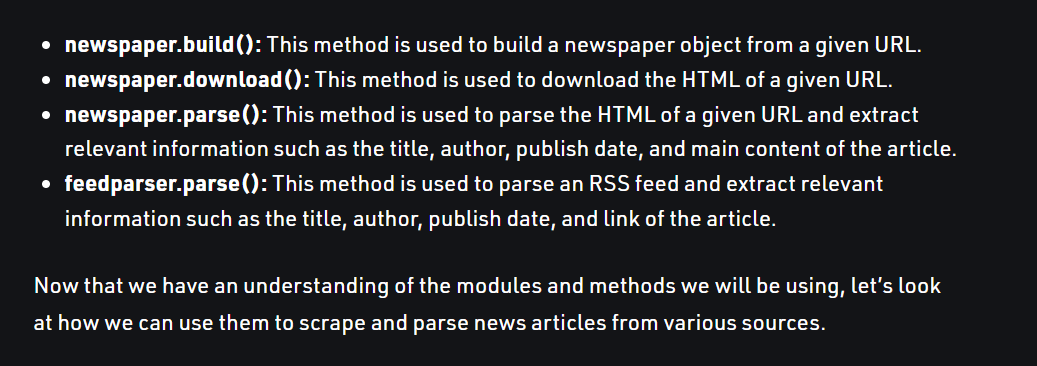 • newspaper.build(): This method is used to build a newspaper object from a given URL.
• newspaper.download(): This method is used to download the HTML of a given URL.
• newspaper.parse(): This method is used to parse the HTML of a given URL and extract
relevant information such as the title, author, publish date, and main content of the article.
• feedparser.parse(): This method is used to parse an RSS feed and extract relevant
information such as the title, author, publish date, and link of the article.
Now that we have an understanding of the modules and methods we will be using, let’s look
at how we can use them to scrape and parse news articles from various sources.